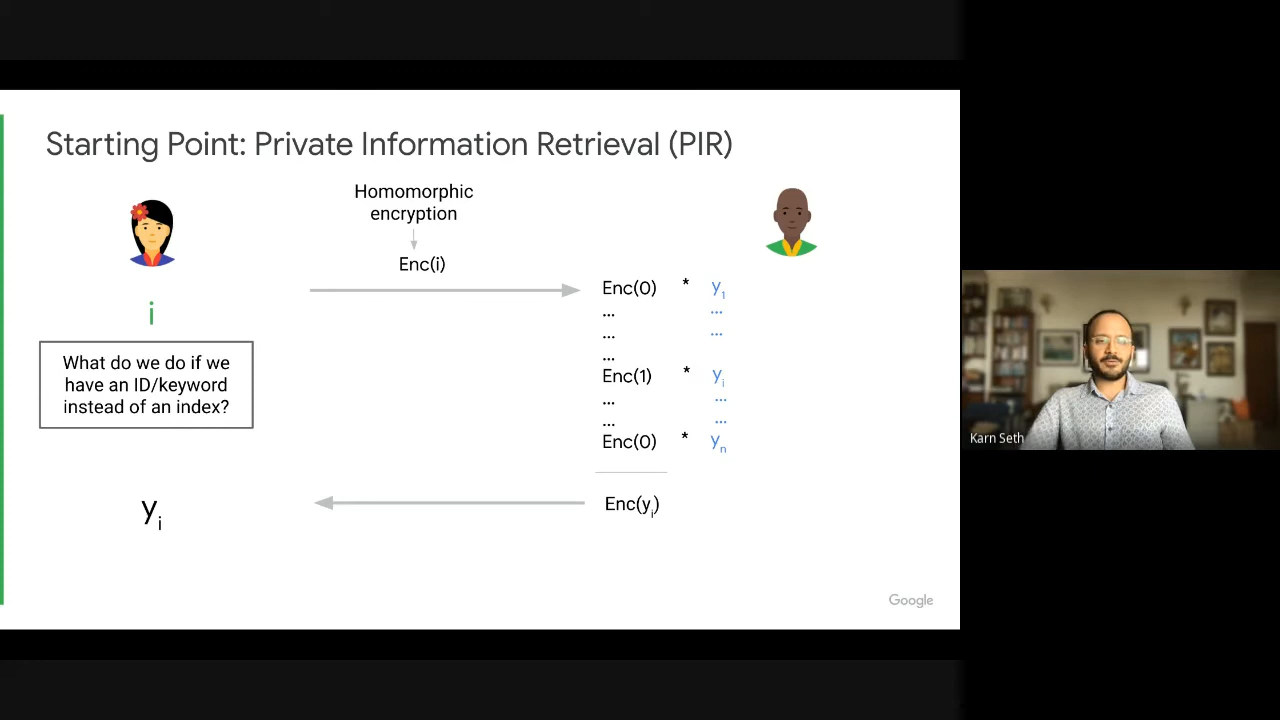 Starting Point: Private Information Retrieval (PIR)
Homomorphic
encryption
Enc(i)
i
What do we do if we
have an ID/keyword
instead of an index?
Enc(0) * y1
... ...
... ...
...
Enc(1) * yi
... ...
... ...
Enc(0) * yn
yi
Enc(yi)
Google
Karn Seth